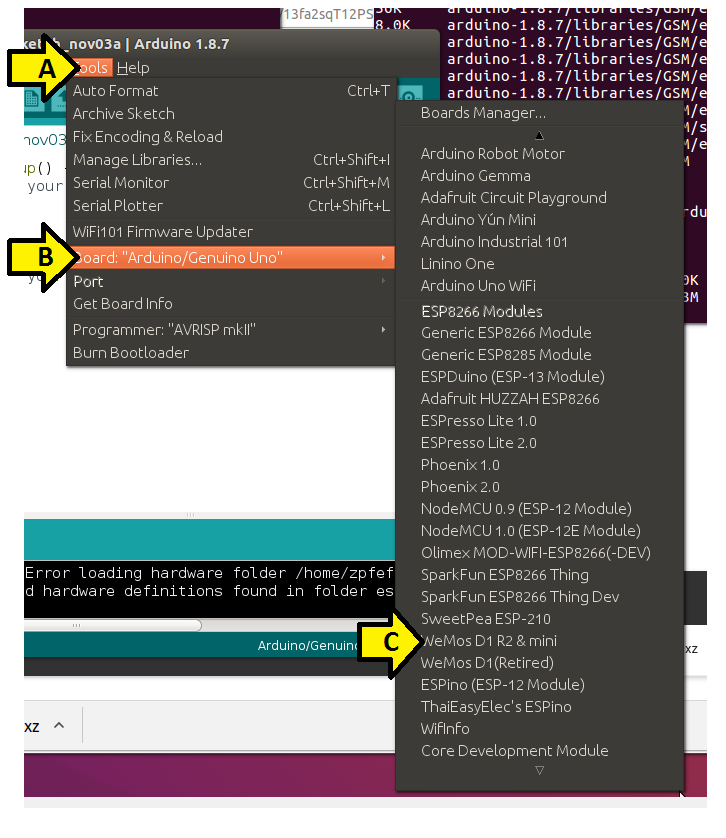 13fa2sqT12PS
8.0K
arduino-1.8.7/libraries/GSM/e
arduino-1.8.7/libraries/GSM/e
arduino-1.8.7/libraries/GSM/e
arduino-1.8.7/libraries/GSM/e
arduino-1.8.7/libraries/GSM/e
_nov03a | Arduino 1.8.7
A
Tools
Help
Auto Format Ctrl+T
Archive Sketch
Fix Encoding & Reload
Manage Libraries... Ctrl+Shift+I
Serial Monitor Ctrl+Shift+M
Serial Plotter Ctrl+Shift+L
WiFi101 Firmware Updater
B
Board: "Arduino/Genuino Uno"
Port
Get Board Info
Programmer: "AVRISP mkII"
Burn Bootloader
nov03
up()
your
Boards Manager...
Arduino Robot Motor
Arduino Gemma
Adafruit Circuit Playground
Arduino Yún Mini
Arduino Industrial 101
Linino One
Arduino Uno WiFi
ESP8266 Modules
Generic ESP8266 Module
Generic ESP8285 Module
ESPDuino (ESP-13 Module)
Adafruit HUZZAH ESP8266
ESPresso Lite 1.0
ESPresso Lite 2.0
Phoenix 1.0
Phoenix 2.0
NodeMCU 0.9 (ESP-12 Module)
NodeMCU 1.0 (ESP-12E Module)
Olimex MOD-WIFI-ESP8266(-DEV)
SparkFun ESP8266 Thing
SparkFun ESP8266 Thing Dev
SweetPea ESP-210
C
WeMos D1 R2 & mini
WeMos D1(Retired)
ESPino (ESP-12 Module)
ThaiEasyElec's ESPino
WifInfo
Core Development Module
Error loading hardware folder /home/zpfef
d hardware definitions found in folder es
Arduino/Genuino
xz
xz